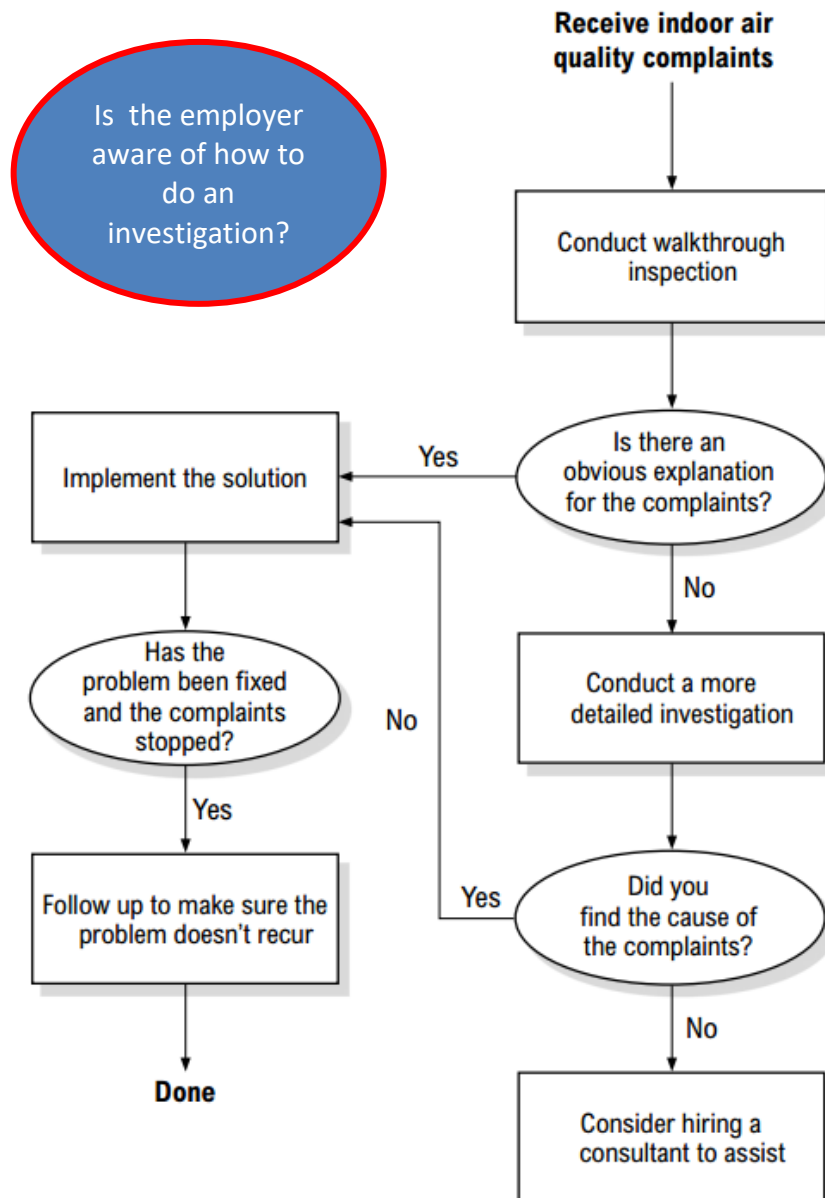 Receive indoor air
quality complaints
Is the employer
aware of how to
do an
investigation?
Conduct walkthrough
inspection
Is there an
obvious explanation
for the complaints?
Yes
Implement the solution
No
Has the
problem been fixed
and the complaints
stopped?
No
Conduct a more
detailed investigation
Yes
Follow up to make sure the
problem doesn't recur
Yes
Did you
find the cause of
the complaints?
No
Done
Consider hiring a
consultant to assist